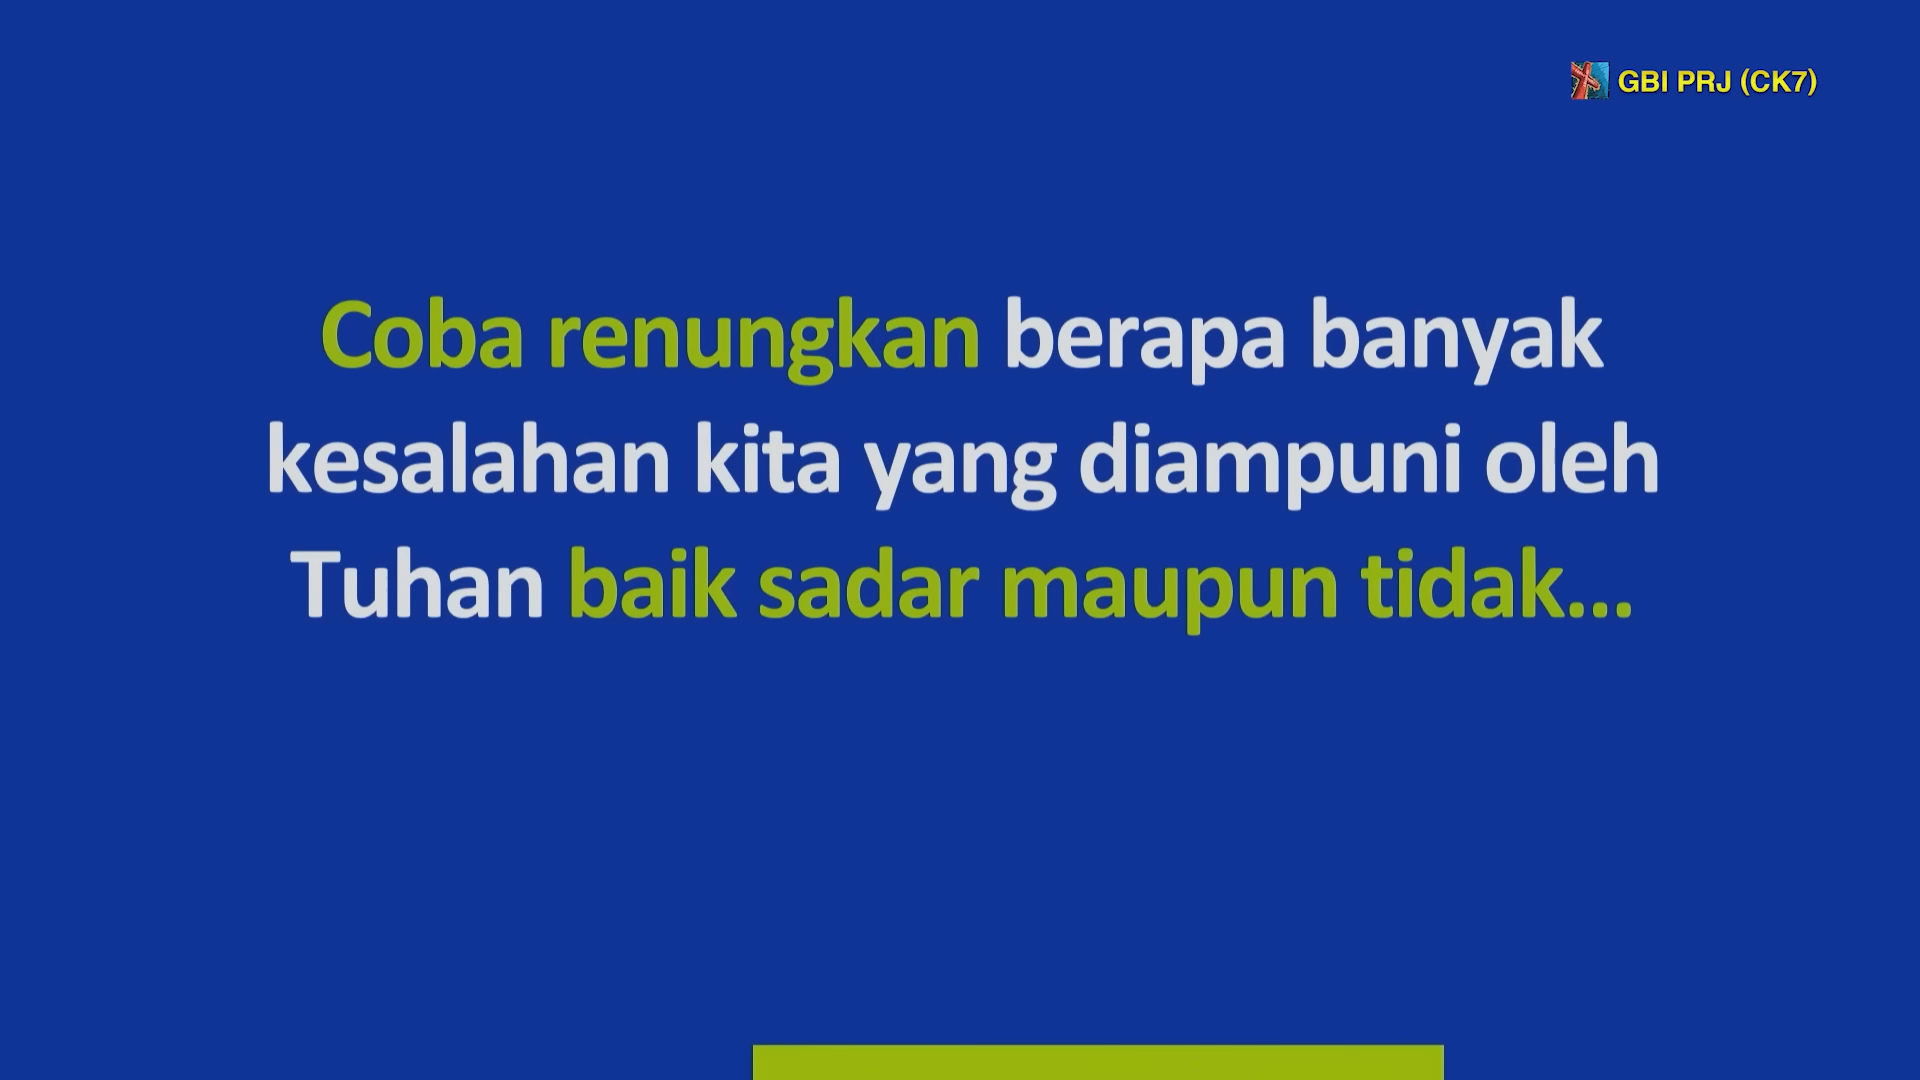 GBI PRJ (CK7)
Coba renungkan berapa banyak
kesalahan kita yang diampuni oleh
Tuhan baik sadar maupun tidak...